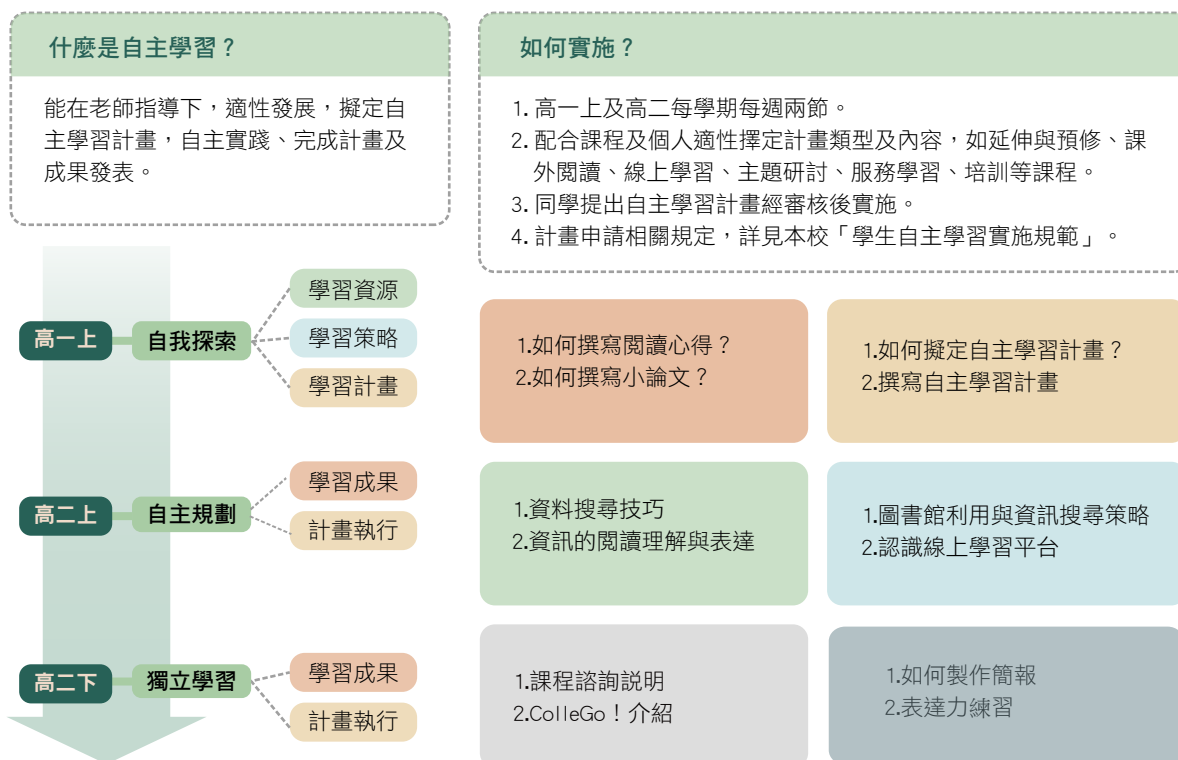 什麼是自主學習？
能在老師指導下，適性發展，擬定自
主學習計畫，自主實踐、完成計畫及
成果發表。
如何實施？
1. 高一上及高二每學期每週兩節。
2. 配合課程及個人適性擇定計畫類型及內容，如延伸與預修、課
外閱讀、線上學習、主題研討、服務學習、培訓等課程。
3. 同學提出自主學習計畫經審核後實施。
4. 計畫申請相關規定，詳見本校「學生自主學習實施規範」。
高一上
自我探索
學習資源
學習策略
學習計畫
高二上
自主規劃
學習成果
計畫執行
高二下
獨立學習
學習成果
計畫執行
1.如何撰寫閱讀心得？
2.如何撰寫小論文？
1.如何擬定自主學習計畫？
2.撰寫自主學習計畫
1.資料搜尋技巧
2.資訊的閱讀理解與表達
1.圖書館利用與資訊搜尋策略
2.認識線上學習平台
1.課程諮詢說明
2.ColleGo！介紹
1.如何製作簡報
2.表達力練習